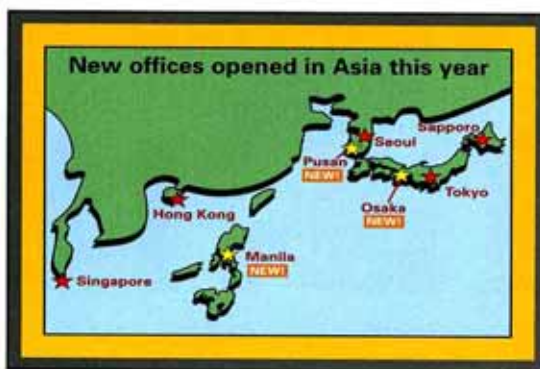 New offices opened in Asia this year
Sapporo
Seoul
Pusan
NEW!
Tokyo
Osaka
NEW!
Hong Kong
Manila
NEW!
Singapore